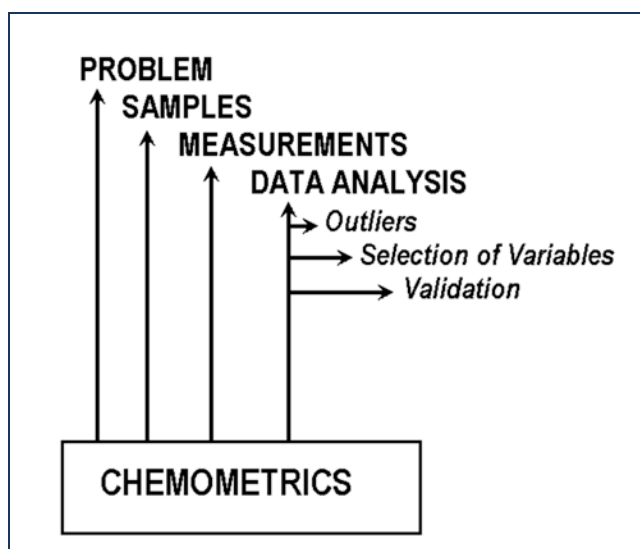 PROBLEM
SAMPLES
MEASUREMENTS
DATA ANALYSIS
Outliers
Selection of Variables
Validation
CHEMOMETRICS